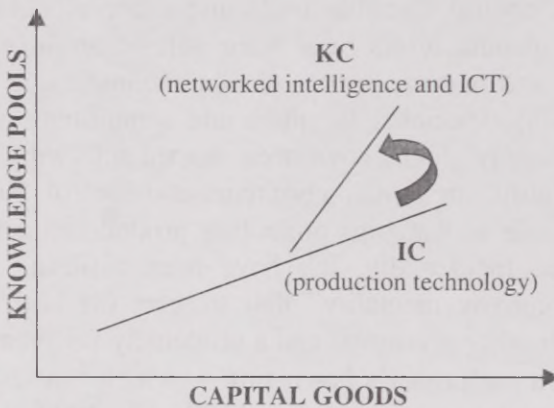 KC
(networked intelligence and ICT)
KNOWLEDGE POOLS
IC
(production technology)
CAPITAL GOODS